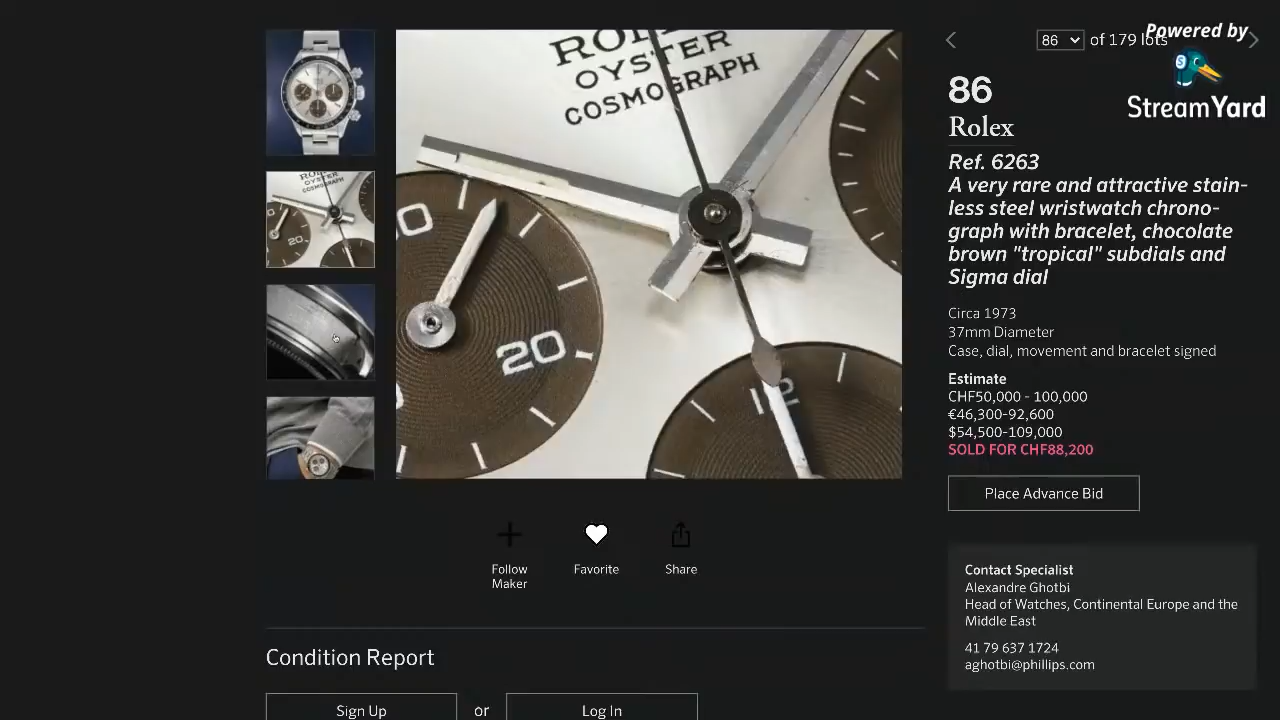 86 of 179 lots
Powered by
StreamYard
86
Rolex
Ref. 6263
A very rare and attractive stain-
less steel wristwatch chrono-
graph with bracelet, chocolate
brown "tropical" subdials and
Sigma dial
Circa 1973
37mm Diameter
Case, dial, movement and bracelet signed
Estimate
CHF50,000 - 100,000
€46,300-92,600
$54,500-109,000
SOLD FOR CHF88,200
Place Advance Bid
Contact Specialist
Alexandre Ghotbi
Head of Watches, Continental Europe and the
Middle East
41 79 637 1724
aghotbi@phillips.com
OYSTER
COSMOGRAPH
20
Follow
Maker
Favorite
Share
Condition Report
Sign Up or Log In